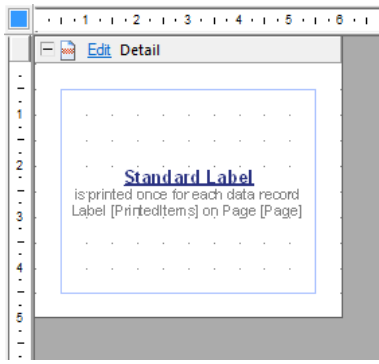 1 2 3 4 5 6
Edit Detail
1
2
Standard Label
is printed once for each data record
3
Label [PrintedItems] on Page [Page]
4
5